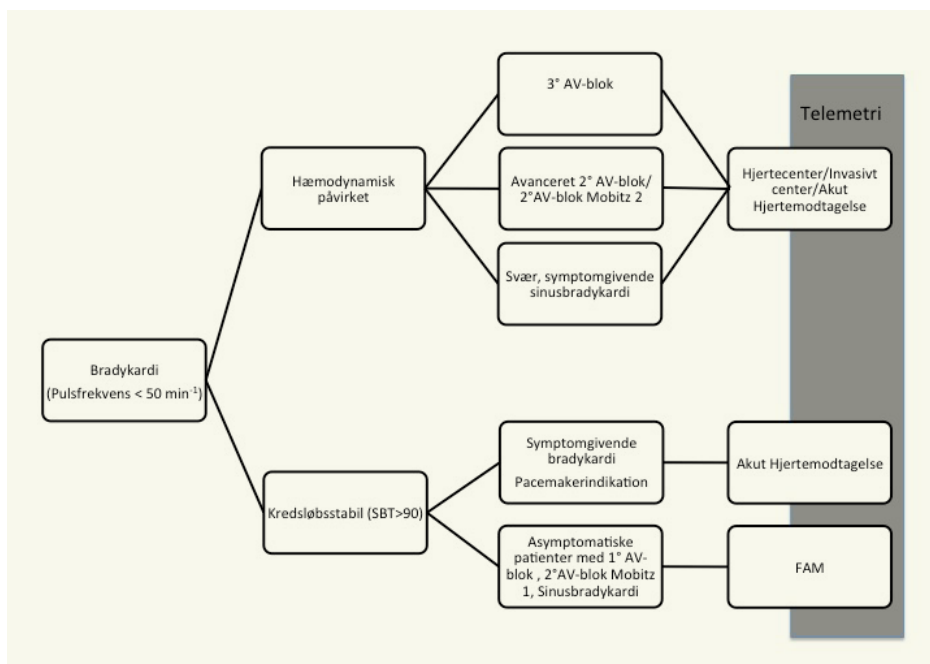 Telemetri
3° AV-blok
Hæmodynamisk
påvirket
Avanceret 2° AV-blok/
2°AV-blok Mobitz 2
Hjertecenter/Invasivt
center/Akut
Hjertemodtagelse
Svær, symptomgivende
sinusbradykardi
Bradykardi
(Pulsfrekvens < 50 min⁻¹)
Kredsløbsstabil (SBT>90)
Symptomgivende
bradykardi
Pacemakerindikation
Akut Hjertemodtagelse
Asymptomatiske
patienter med 1° AV-
blok , 2°AV-blok Mobitz
1, Sinusbradykardi
FAM